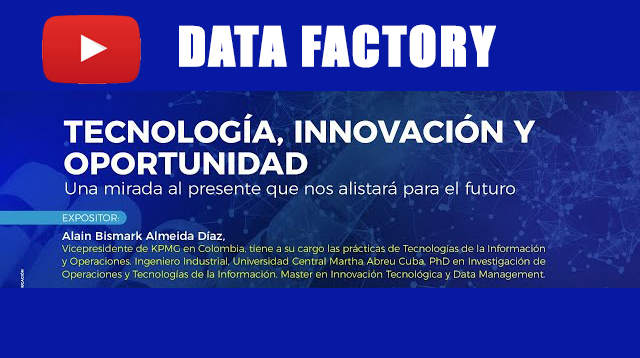 DATA FACTORY
TECNOLOGÍA, INNOVACIÓN Y
OPORTUNIDAD
Una mirada al presente que nos alistará para el futuro
EXPOSITOR:
Alain Bismark Almeida Díaz,
Vicepresidente de KPMG en Colombia, tiene a su cargo las prácticas de Tecnologías de la Información
y Operaciones. Ingeniero Industrial, Universidad Central Martha Abreu Cuba, PhD en Investigación de
Operaciones y Tecnologías de la Información. Master en Innovación Tecnológica y Data Management.